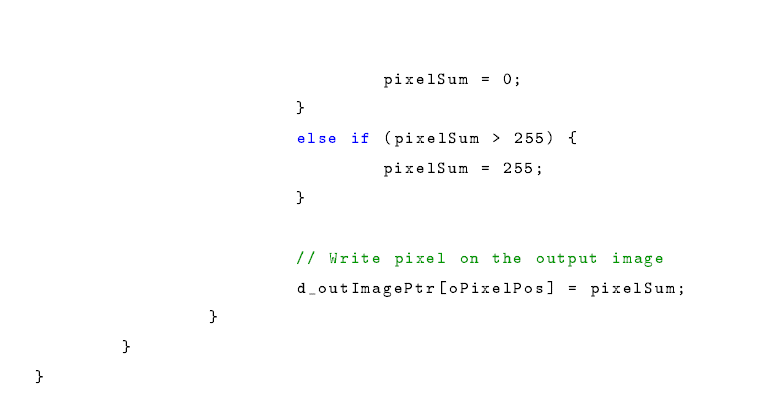 pixelSum = 0;
}
else if (pixelSum > 255) {
pixelSum = 255;
}
// Write pixel on the output image
d_outImagePtr[oPixelPos] = pixelSum;
}
}
}